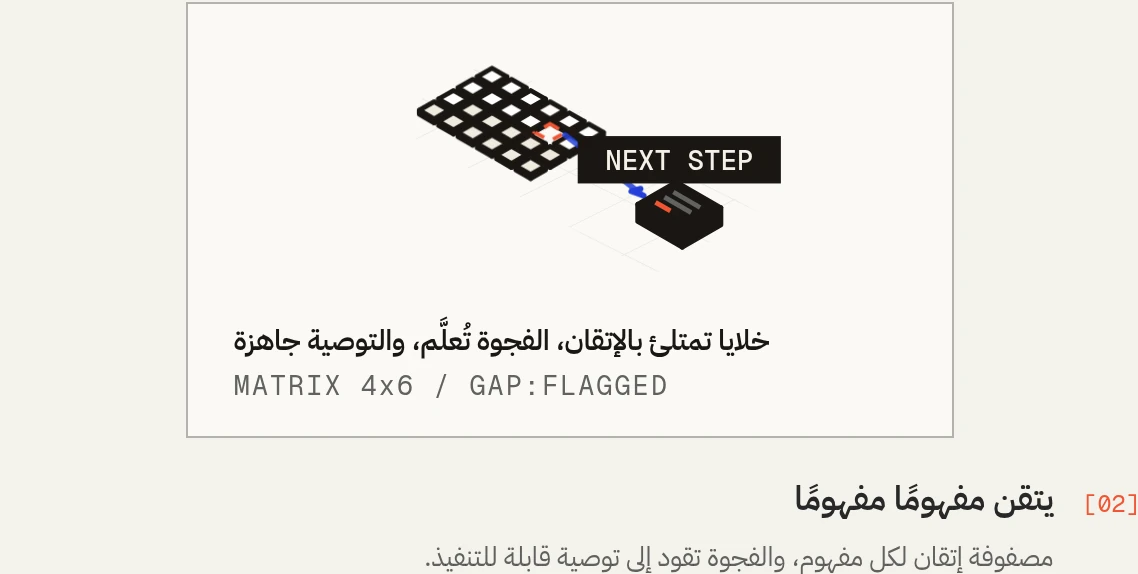 NEXT STEP
خلايا تمتلئ بالإتقان، الفجوة تُعلَّم، والتوصية جاهزة
MATRIX 4x6 / GAP:FLAGGED
[02] يتقن مفهومًا مفهومًا
مصفوفة إتقان لكل مفهوم، والفجوة تقود إلى توصية قابلة للتنفيذ.